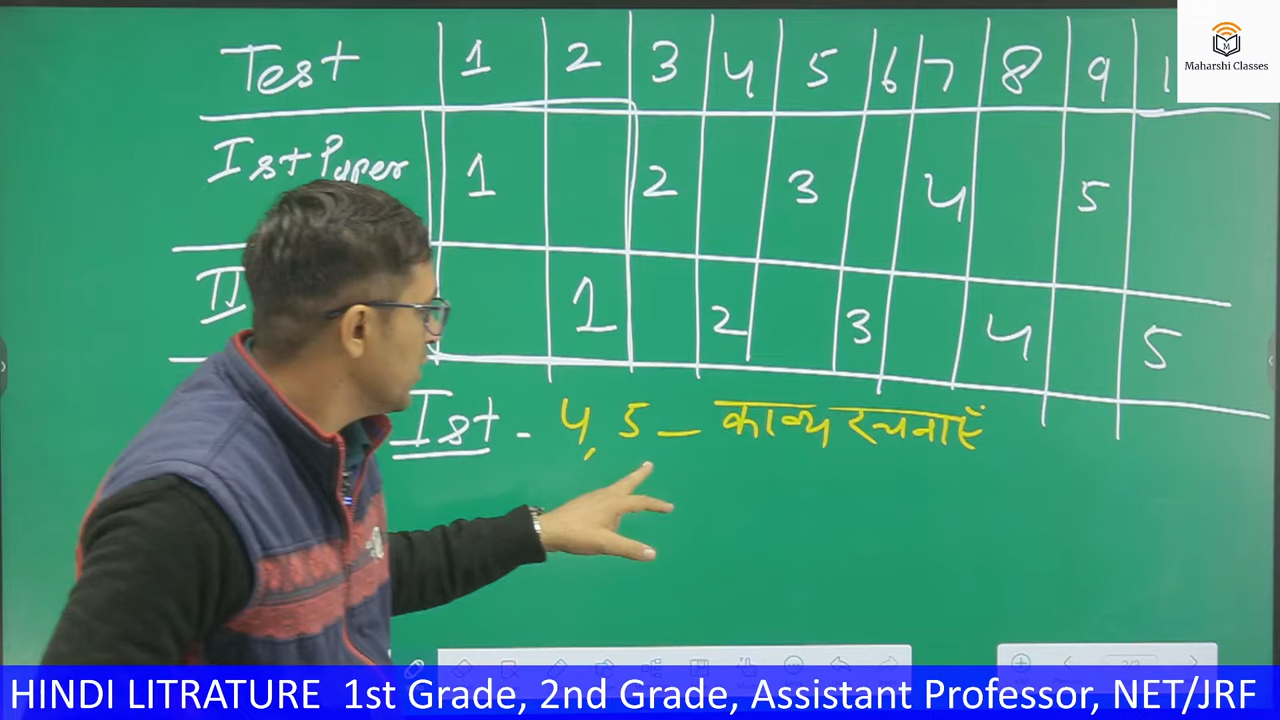 Test 1 2 3 4 5 6 7 8 9
Maharshi Classes
Ist Paper 1 2 3 4 5
II 1 2 3 4 5
Ist - 4, 5 - काव्य रचनाएँ
HINDI LITRATURE 1st Grade, 2nd Grade, Assistant Professor, NET/JRF